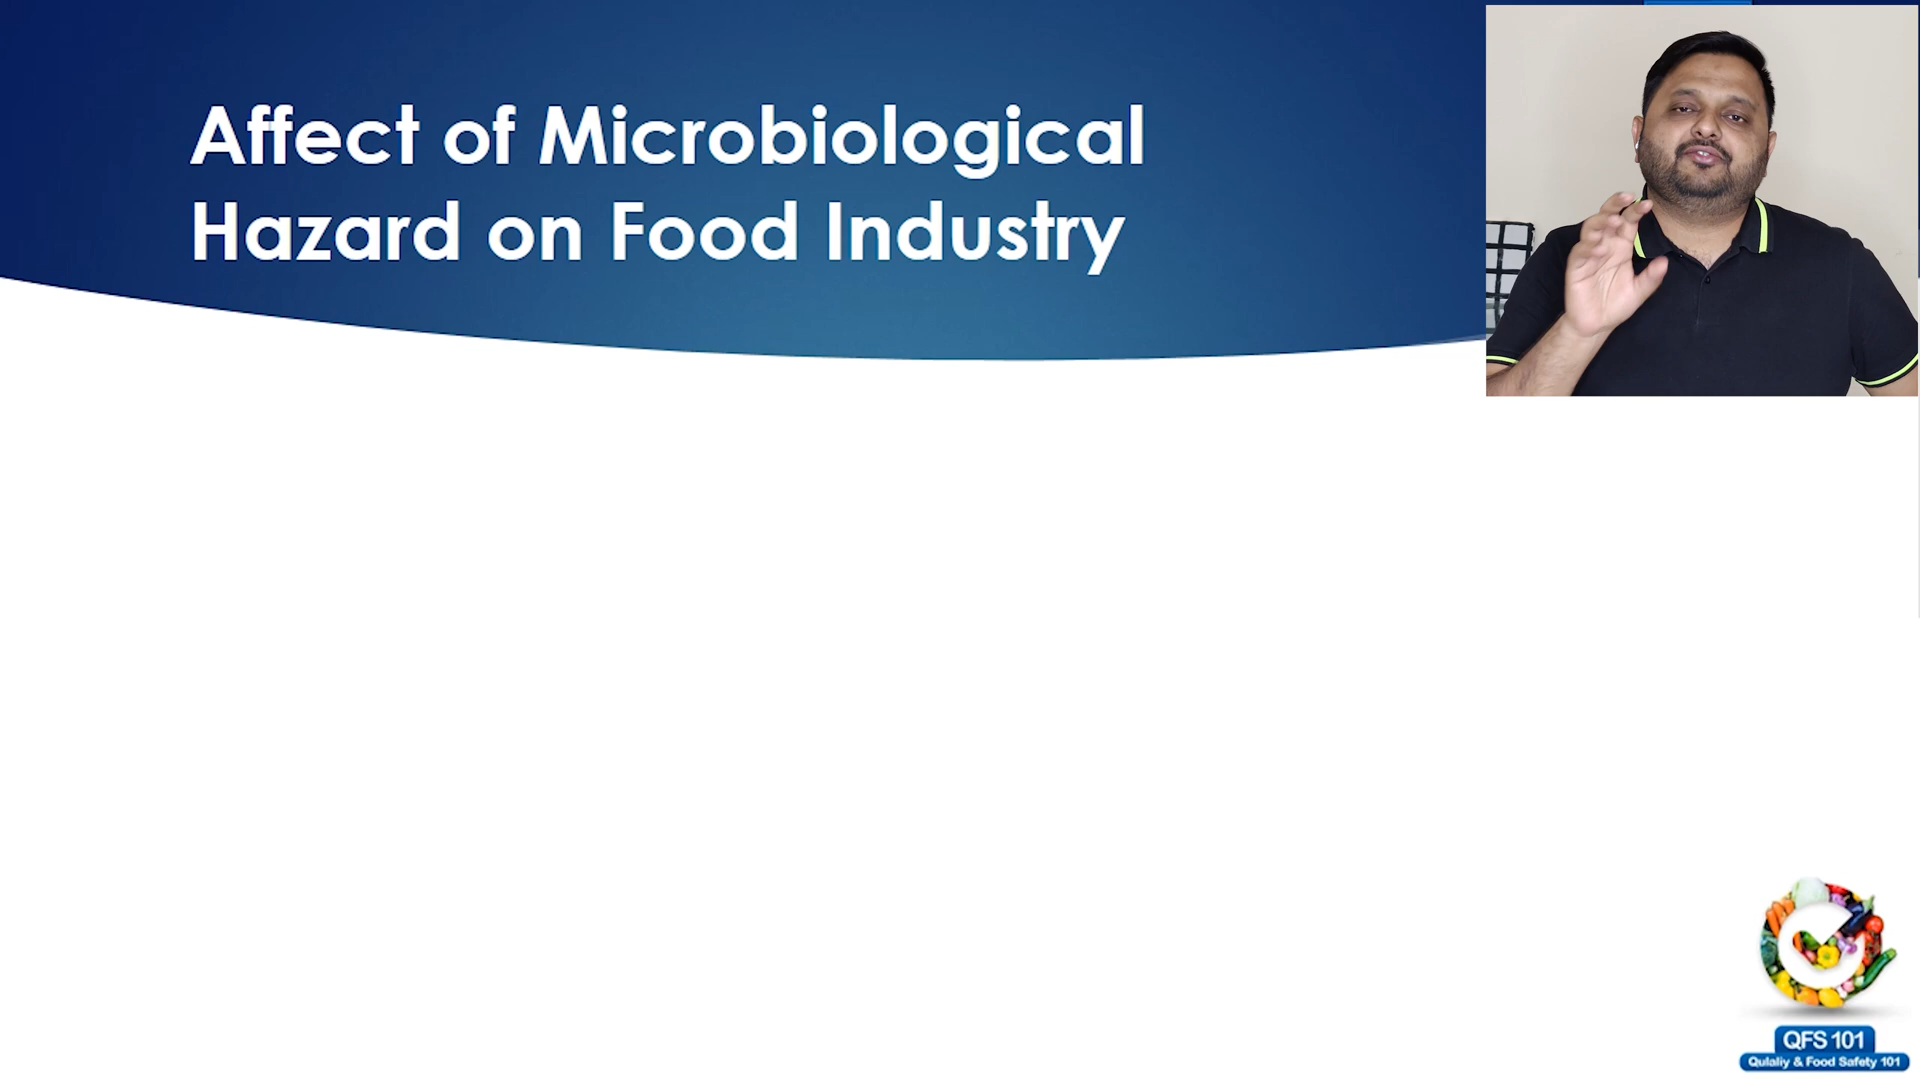 Affect of Microbiological
Hazard on Food Industry
QFS 101
Qulaliy & Food Safety 101